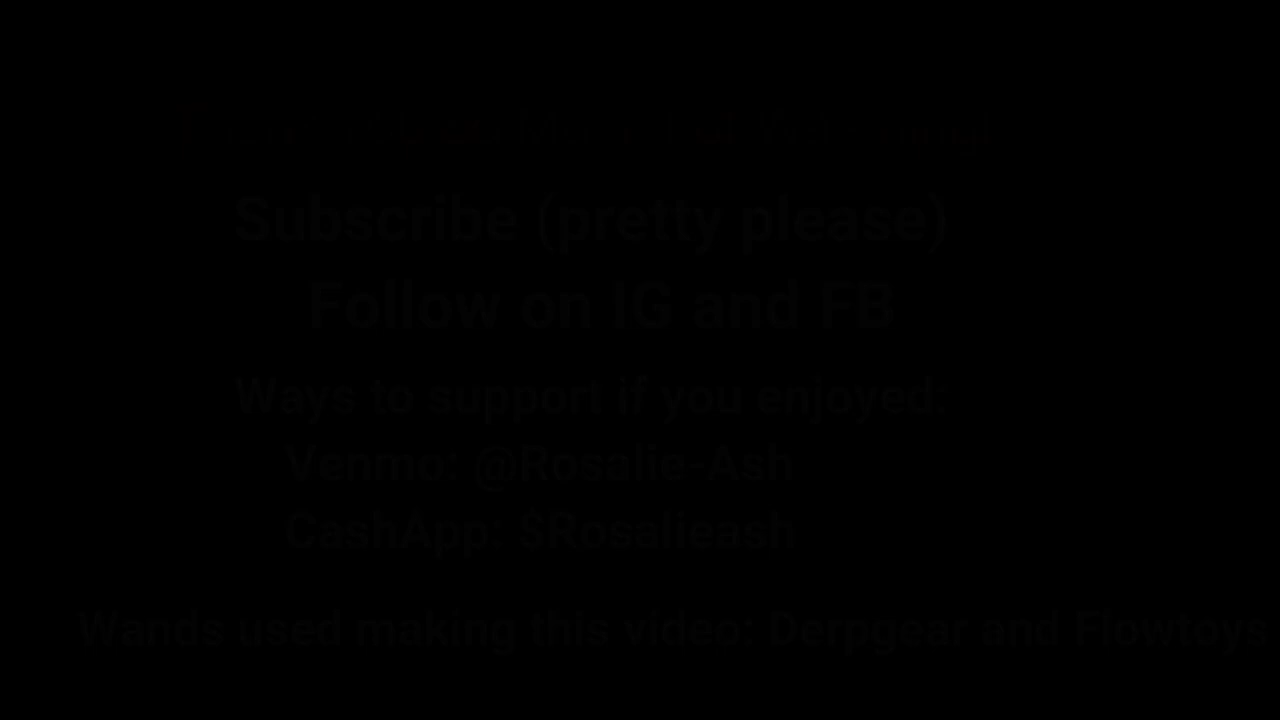 Subscribe (pretty please)
Follow on IG and FB
Ways to support if you enjoyed:
Venmo: @Rosalie-Ash
CashApp: $Rosalieash
Wands used making this video: Derpgear and Flowtoys